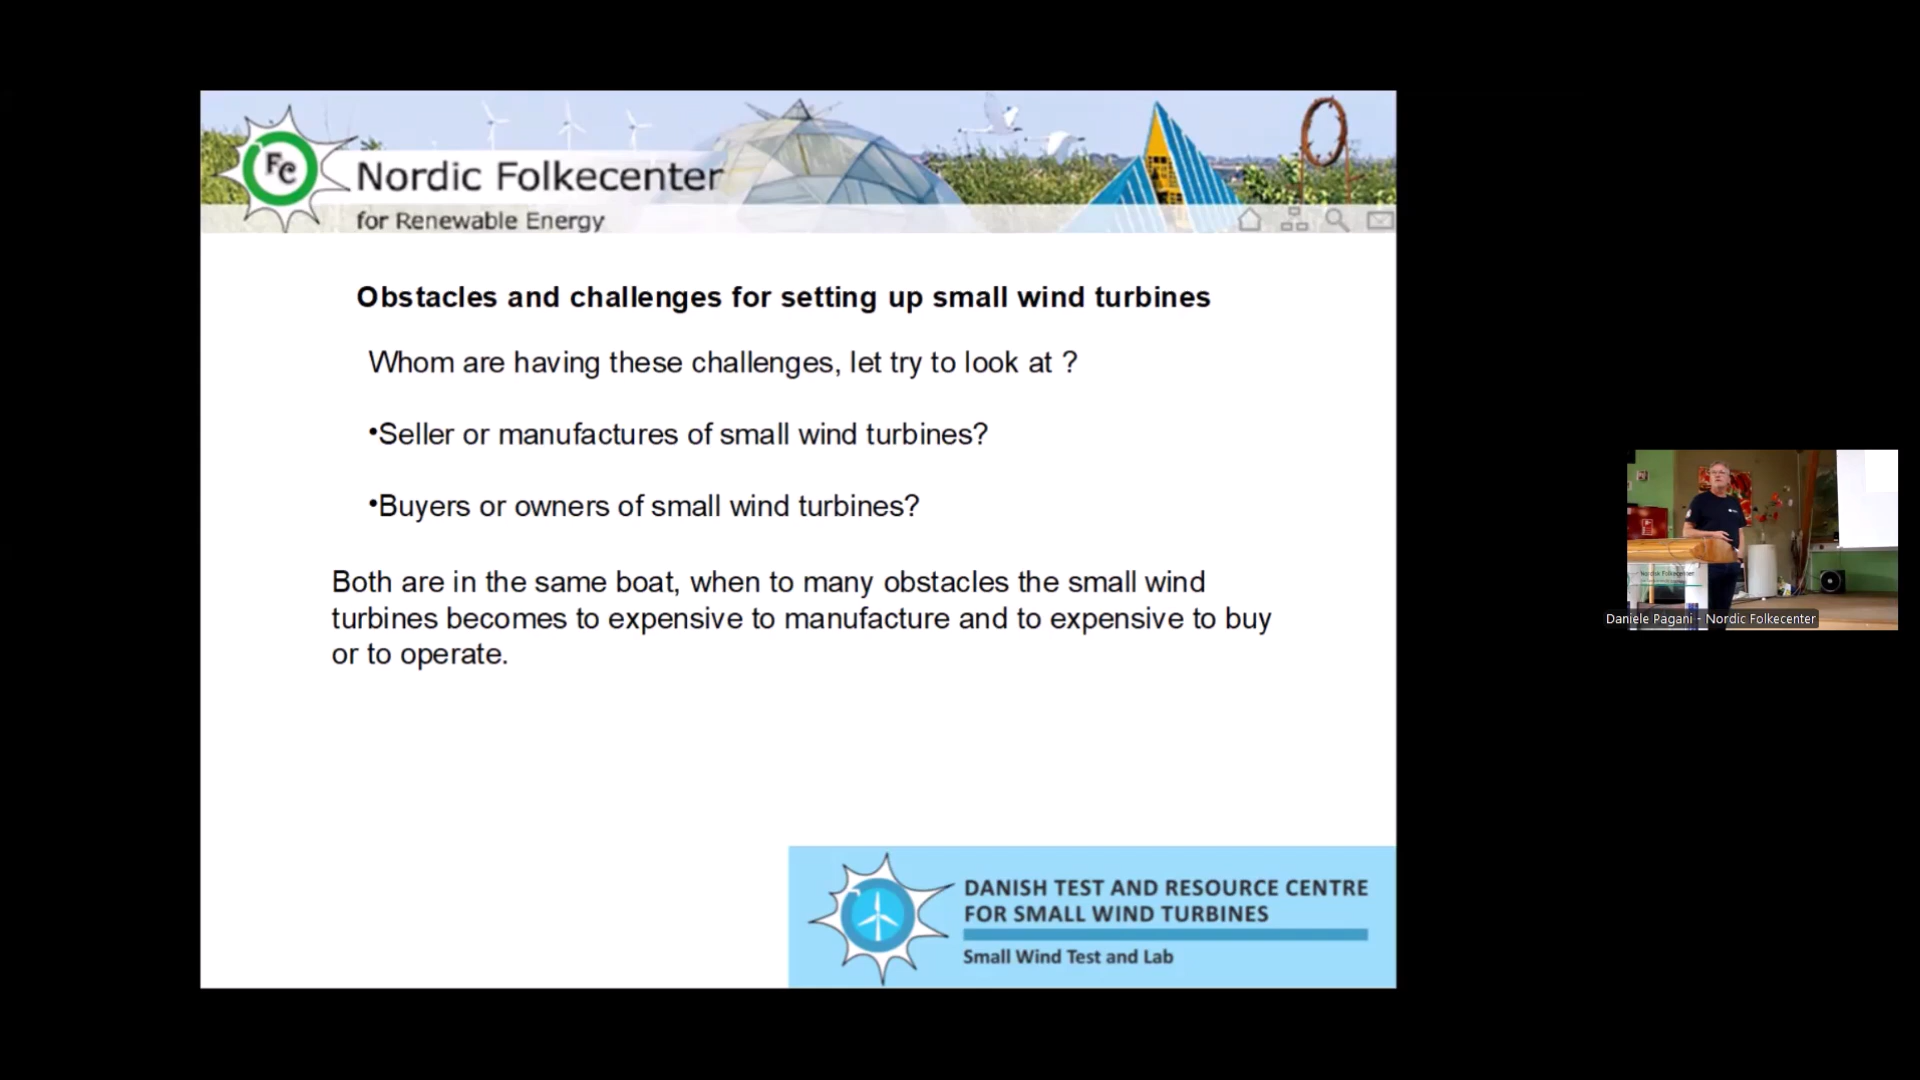 Fc
Nordic Folkecenter
for Renewable Energy
Obstacles and challenges for setting up small wind turbines
Whom are having these challenges, let try to look at ?
•Seller or manufactures of small wind turbines?
•Buyers or owners of small wind turbines?
Both are in the same boat, when to many obstacles the small wind
turbines becomes to expensive to manufacture and to expensive to buy
or to operate.
DANISH TEST AND RESOURCE CENTRE
FOR SMALL WIND TURBINES
Small Wind Test and Lab
Nordic Folkecenter
Daniele Pagani - Nordic Folkecenter